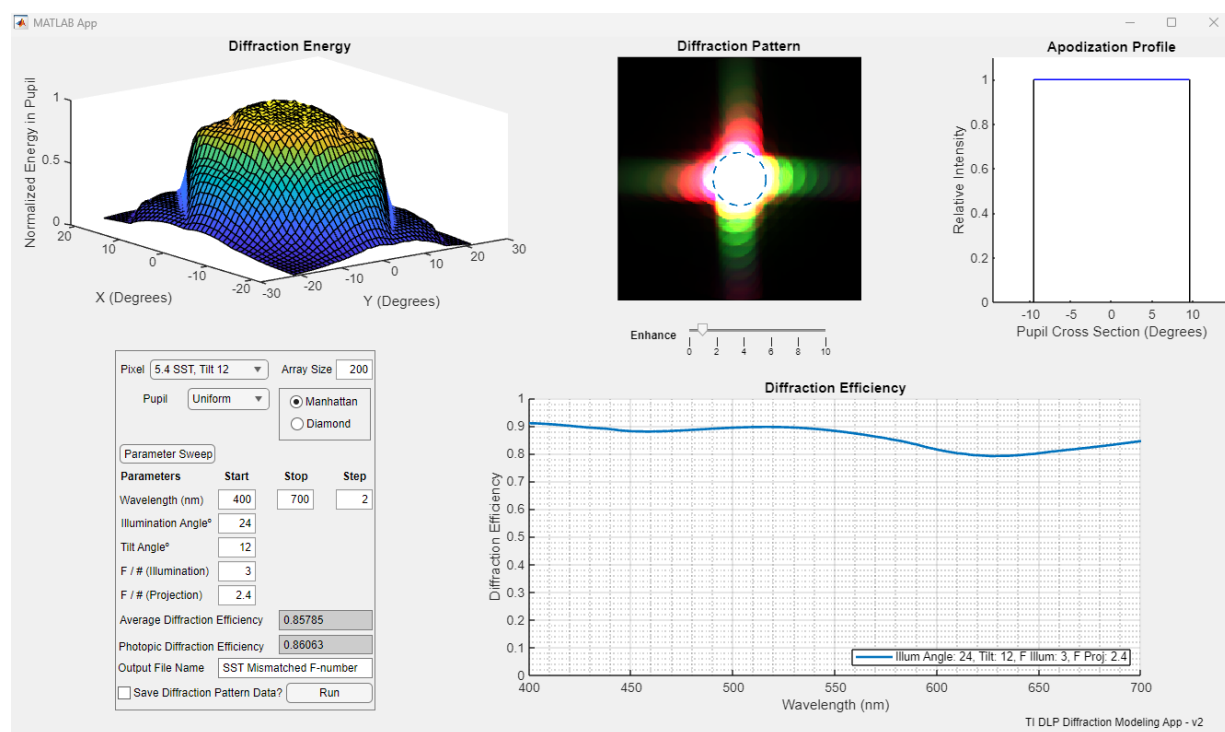 MATLAB App
Diffraction Energy
Normalized Energy in Pupil
1
0.5
0
20
10
0
-10
-20
X (Degrees)
-30
-20
-10
0
10
20
30
Y (Degrees)
Diffraction Pattern
Enhance
0 2 4 6 8 10
Apodization Profile
Relative Intensity
1
0.8
0.6
0.4
0.2
0
-10 -5 0 5 10
Pupil Cross Section (Degrees)
Pixel 5.4 SST, Tilt 12 Array Size 200
Pupil Uniform
Manhattan
Diamond
Parameter Sweep
Parameters Start Stop Step
Wavelength (nm) 400 700 2
Illumination Angle° 24
Tilt Angle° 12
F / # (Illumination) 3
F / # (Projection) 2.4
Average Diffraction Efficiency 0.85785
Photopic Diffraction Efficiency 0.86063
Output File Name SST Mismatched F-number
Save Diffraction Pattern Data? Run
Diffraction Efficiency
Diffraction Efficiency
1
0.9
0.8
0.7
0.6
0.5
0.4
0.3
0.2
0.1
0
Illum Angle: 24, Tilt: 12, F Illum: 3, F Proj: 2.4
400 450 500 550 600 650 700
Wavelength (nm)
TI DLP Diffraction Modeling App - v2